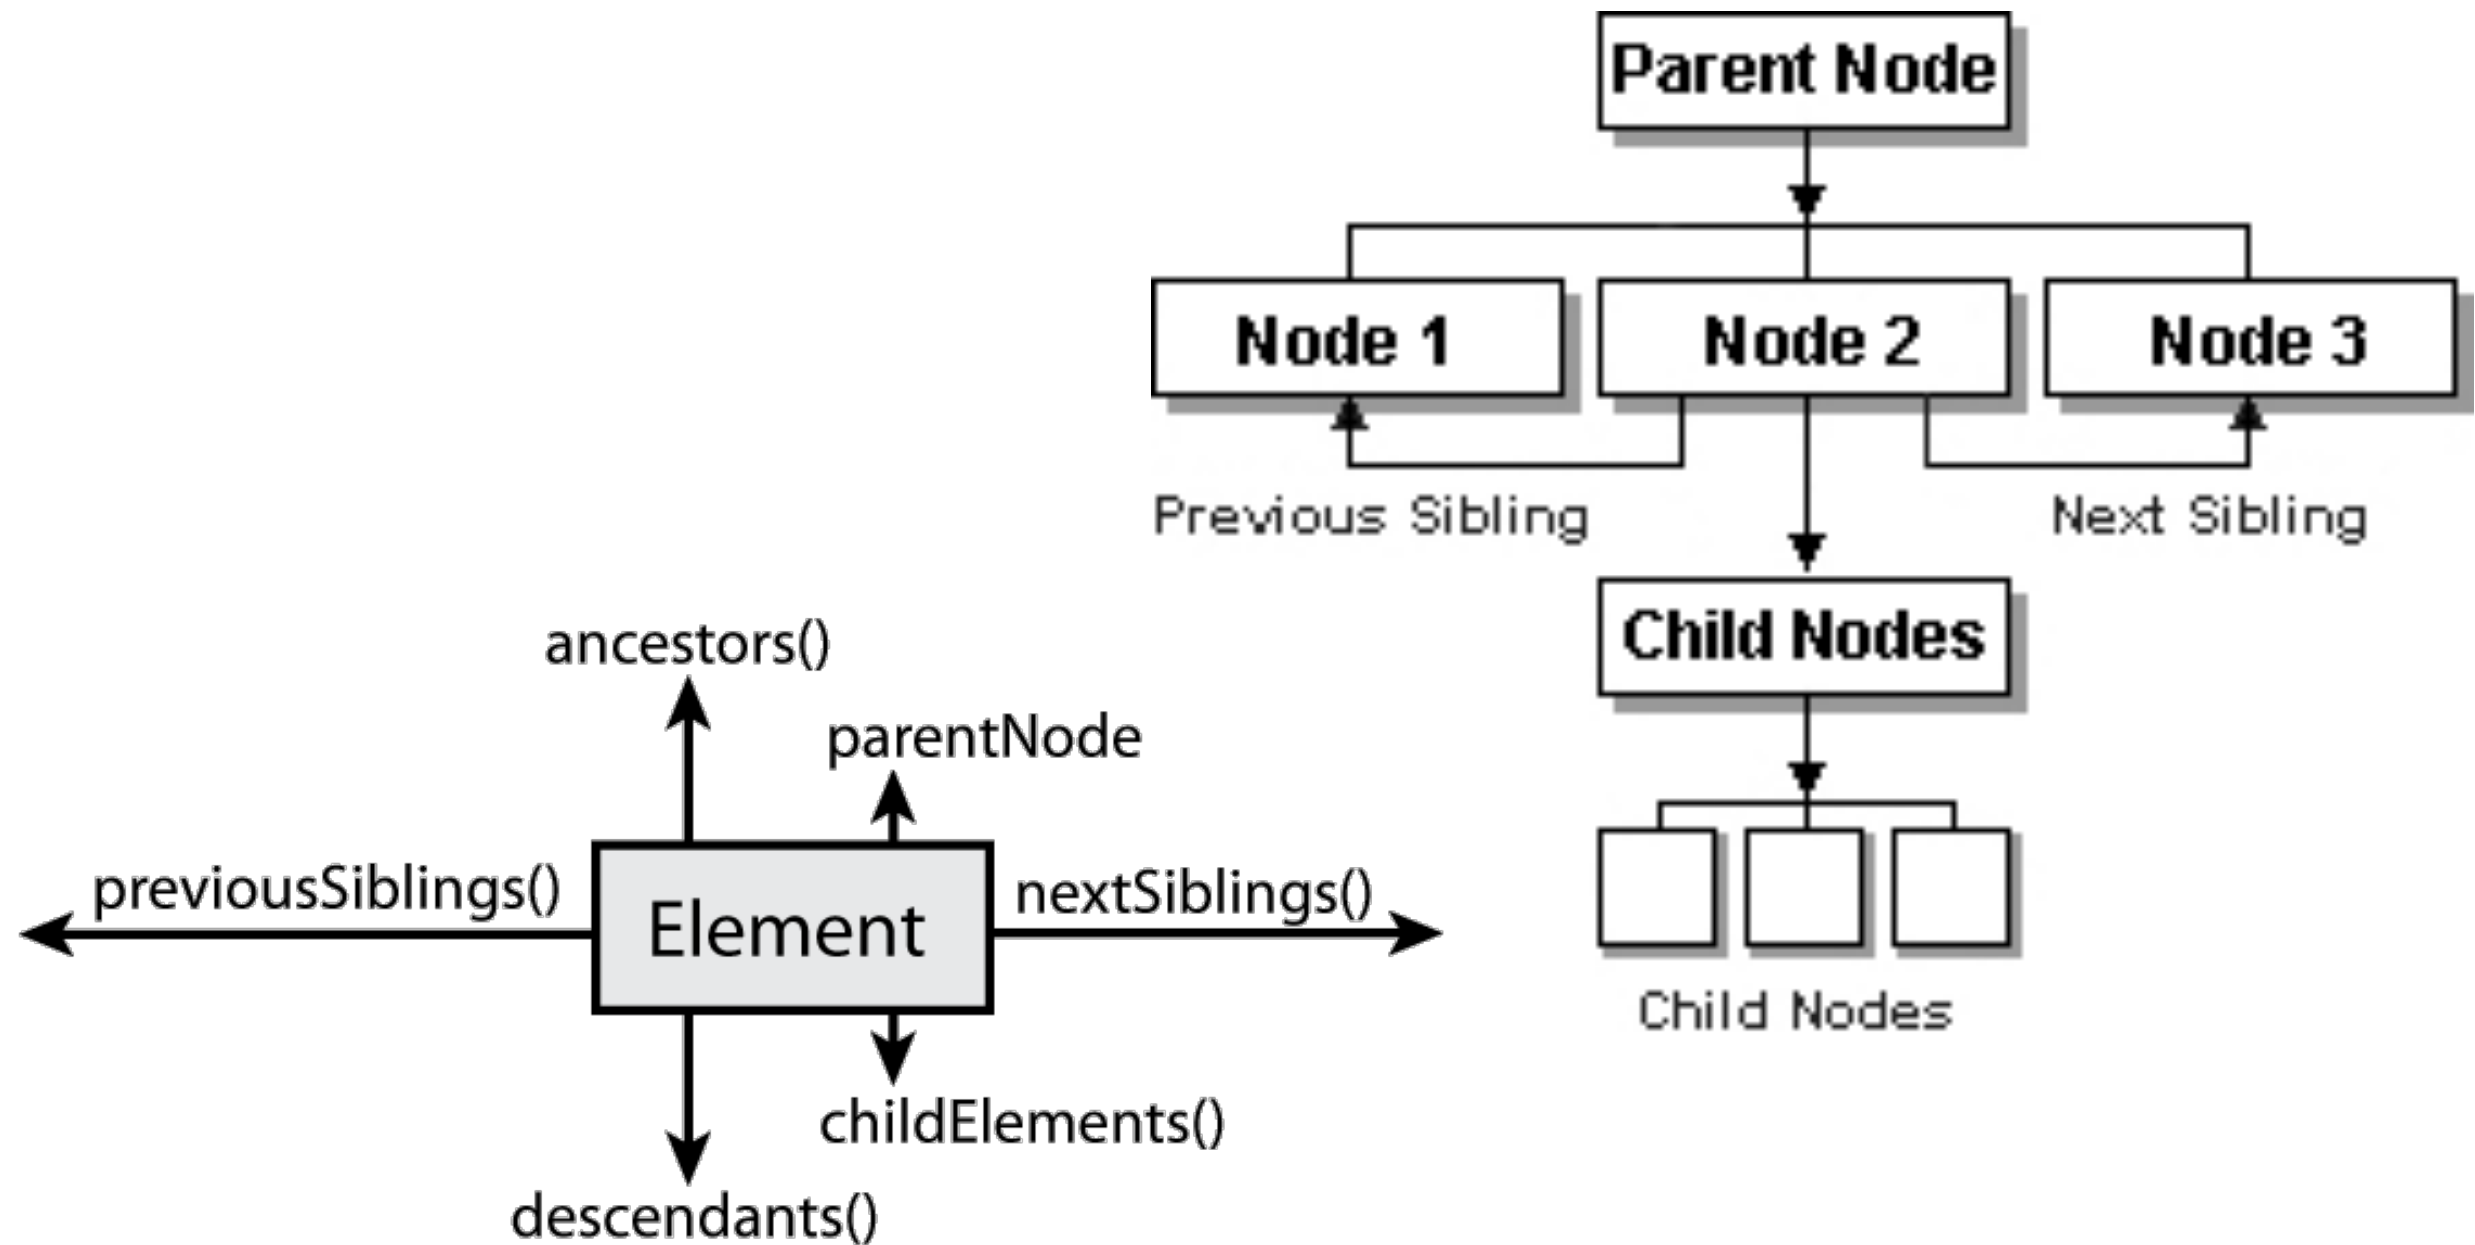 Parent Node
Node 1
Node 2
Node 3
Previous Sibling
Next Sibling
Child Nodes
Child Nodes
ancestors()
parentNode
previousSiblings()
Element
nextSiblings()
childElements()
descendants()